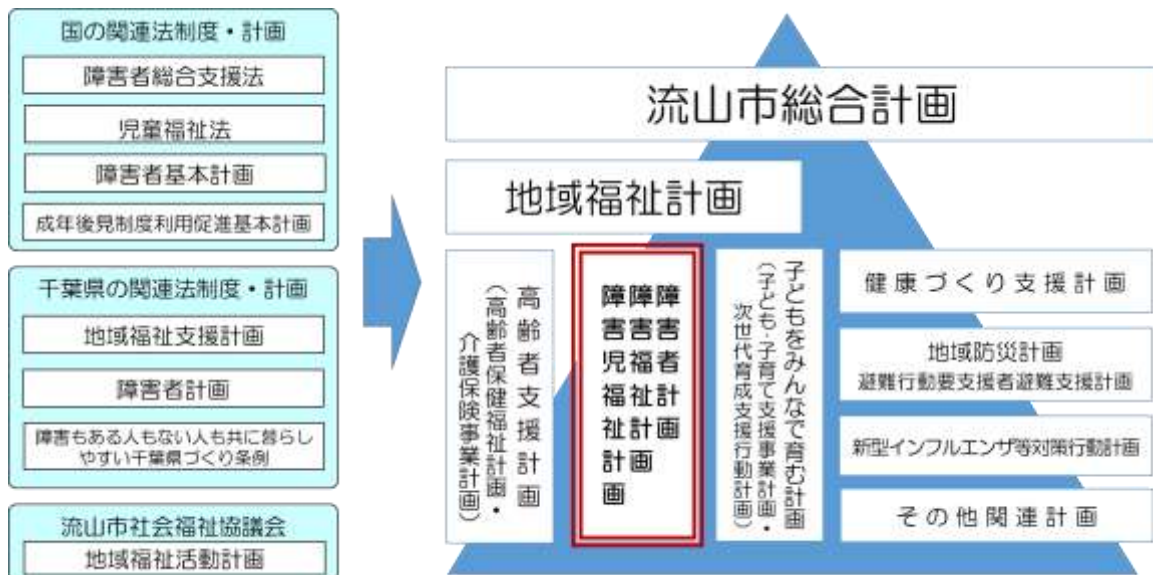 国の関連法制度・計画
障害者総合支援法
児童福祉法
障害者基本計画
成年後見制度利用促進基本計画
千葉県の関連法制度・計画
地域福祉支援計画
障害者計画
障害もある人もない人も共に暮らし
やすい千葉県づくり条例
流山市社会福祉協議会
地域福祉活動計画
流山市総合計画
地域福祉計画
高齢者支援計画
（高齢者保健福祉計画・
介護保険事業計画）
障害者計画
障害福祉計画
障害児福祉計画
子どもをみんなで育む計画
（子ども・子育て支援事業計画・
次世代育成支援行動計画）
健康づくり支援計画
地域防災計画
避難行動要支援者避難支援計画
新型インフルエンザ等対策行動計画
その他関連計画